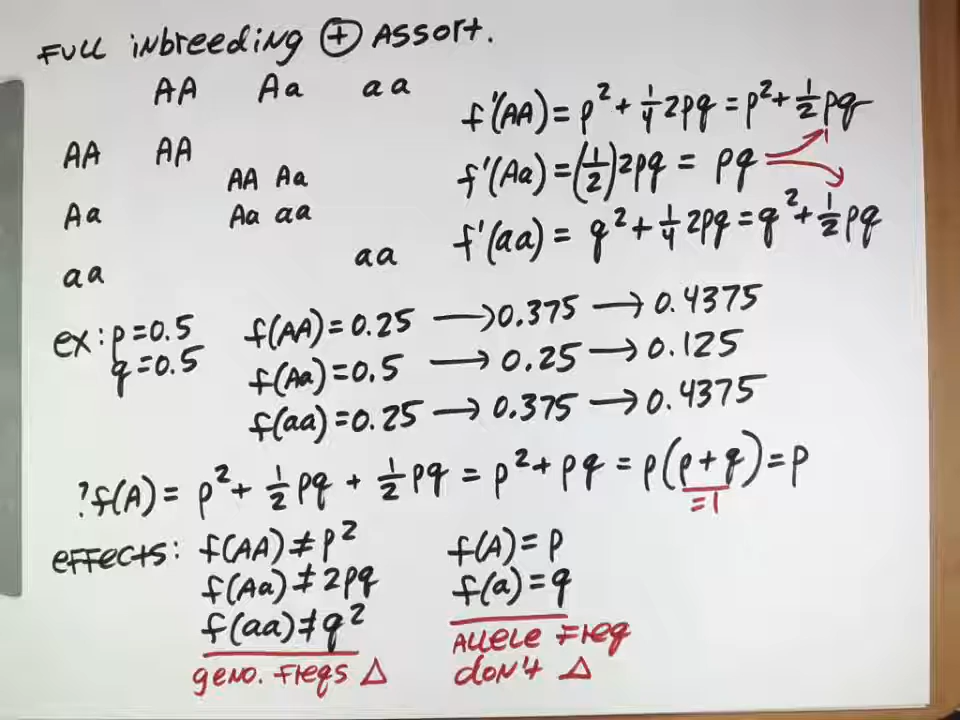 Full inbreeding ⊕ Assort.
AA Aa aa
AA AA
AA Aa
Aa Aa aa
aa aa
f'(AA) = p² + 1/4 2pq = p² + 1/2 pq
f'(Aa) = (1/2) 2pq = pq
f'(aa) = q² + 1/4 2pq = q² + 1/2 pq
ex: p = 0.5
q = 0.5
f(AA) = 0.25 → 0.375 → 0.4375
f(Aa) = 0.5 → 0.25 → 0.125
f(aa) = 0.25 → 0.375 → 0.4375
? f(A) = p² + 1/2 pq + 1/2 pq = p² + pq = p(p + q) = p
= 1
effects: f(AA) ≠ p² f(A) = p
f(Aa) ≠ 2pq f(a) = q
f(aa) ≠ q²
geno. freqs Δ
Allele freq
don't Δ